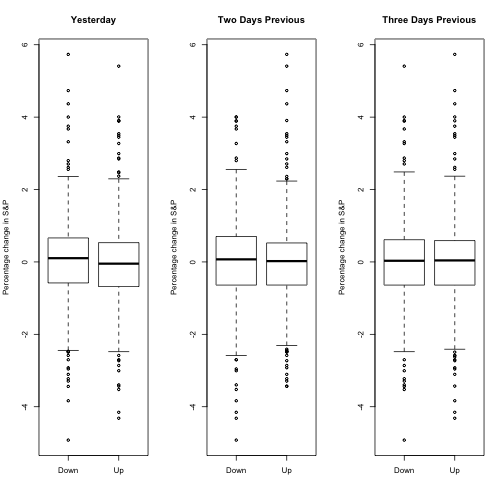 Yesterday
Percentage change in S&P
6
4
2
0
-2
-4
Down Up
Two Days Previous
Percentage change in S&P
6
4
2
0
-2
-4
Down Up
Three Days Previous
Percentage change in S&P
6
4
2
0
-2
-4
Down Up